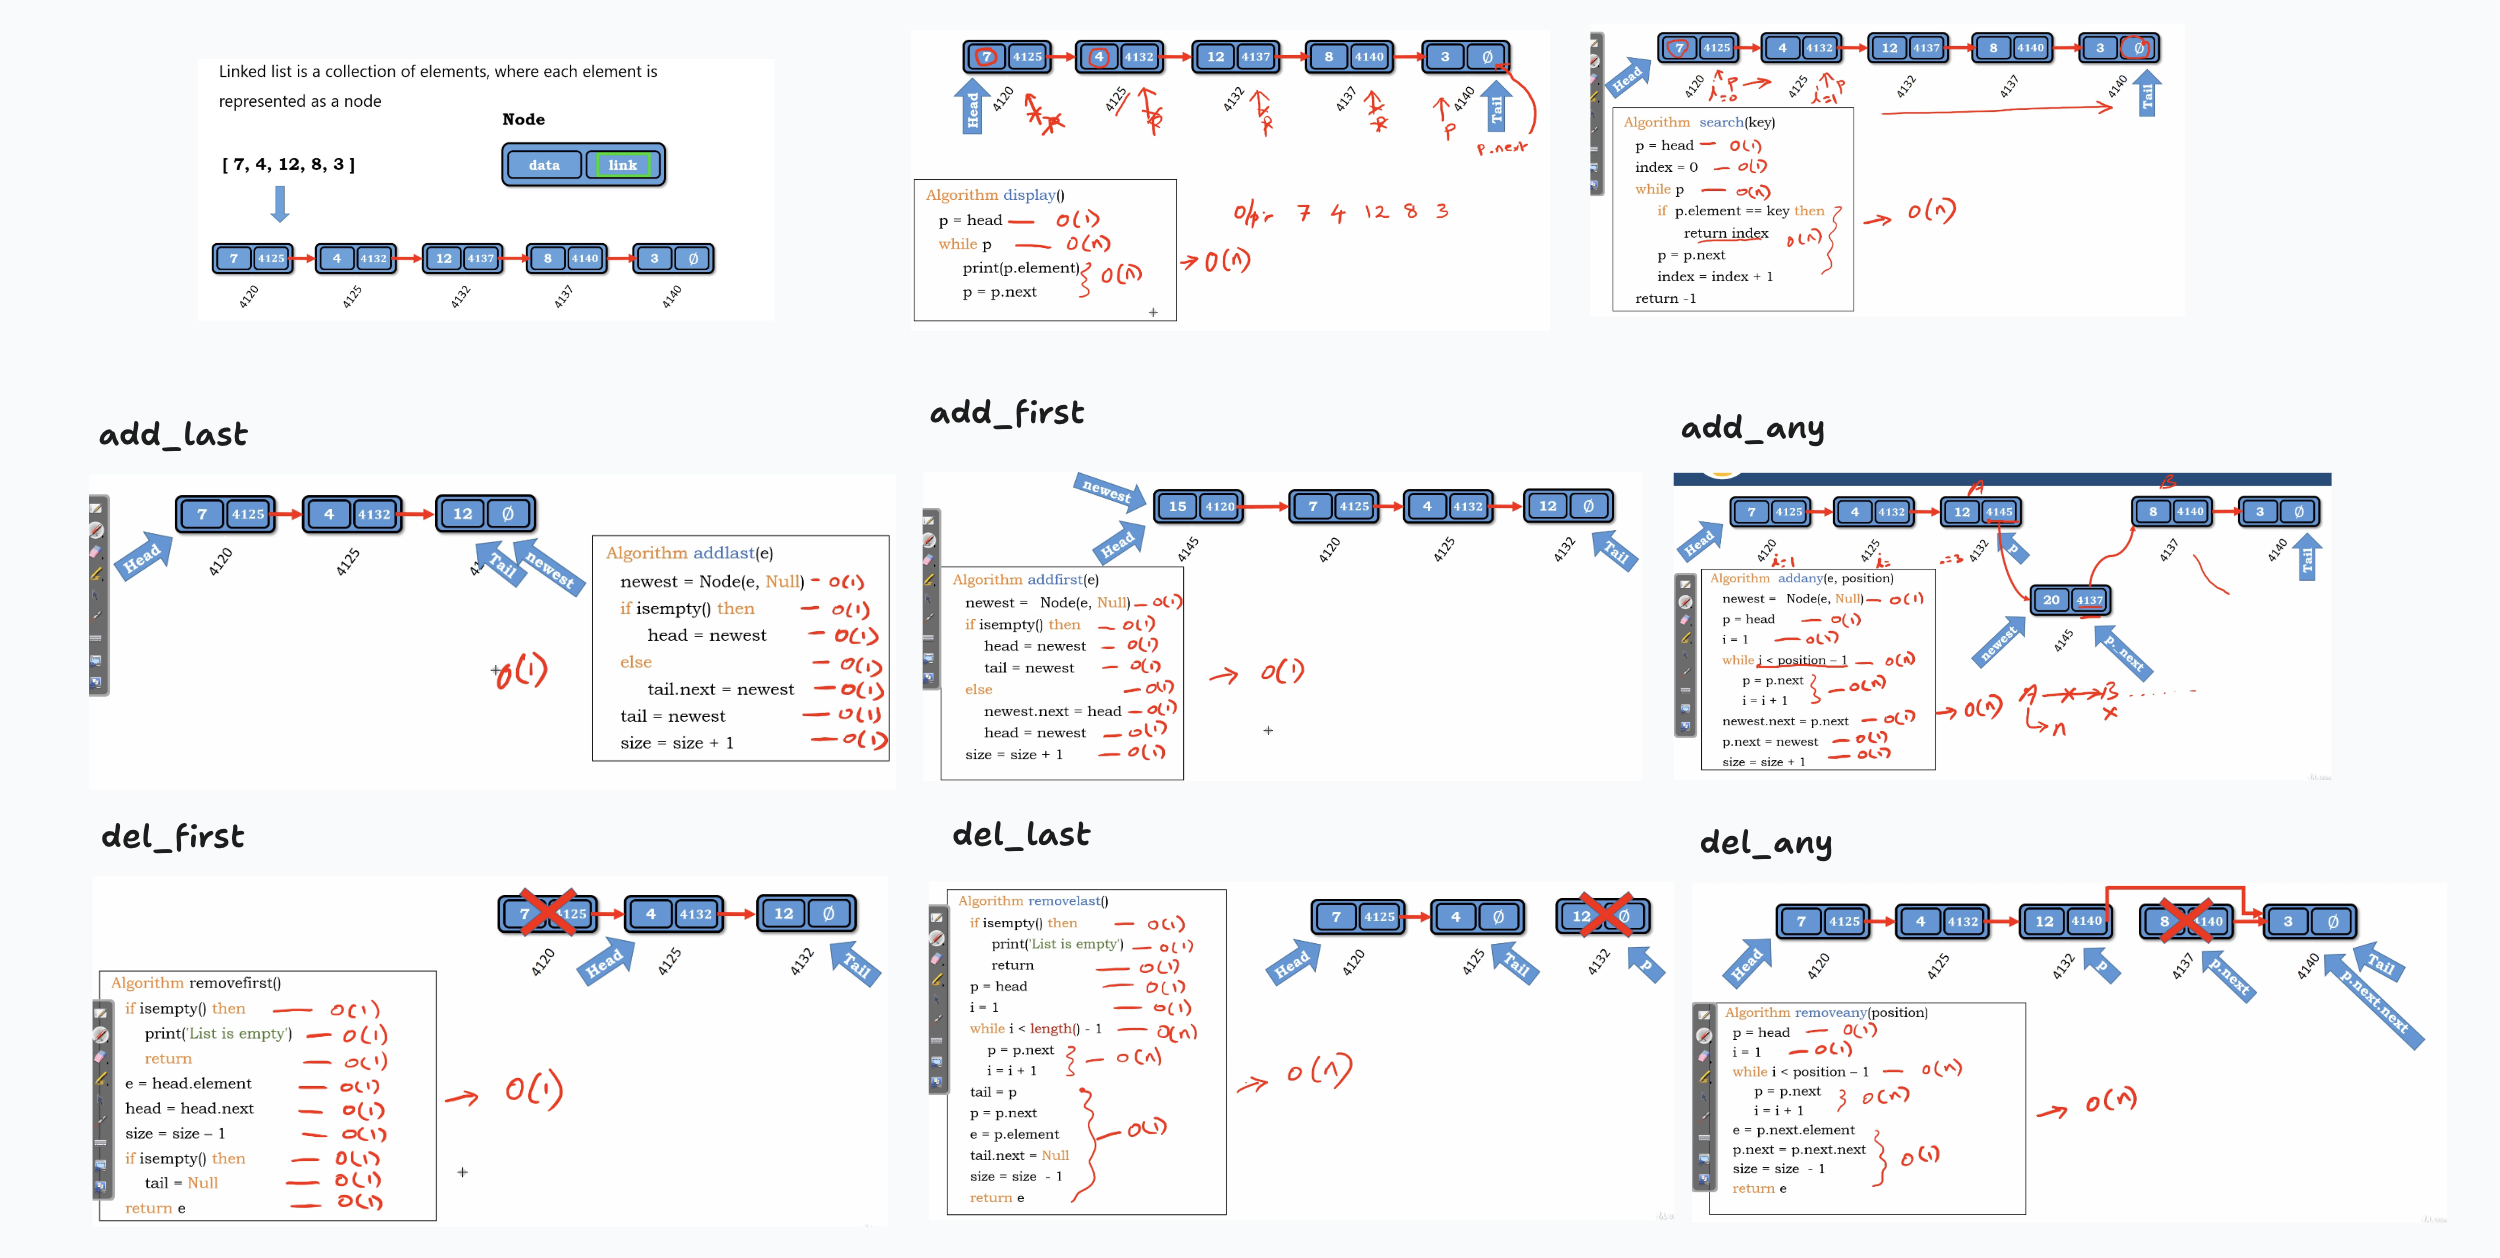 Linked list is a collection of elements, where each element is
represented as a node
Node
data link
[ 7, 4, 12, 8, 3 ]
7 4125 4 4132 12 4137 8 4140 3 ∅
4120 4125 4132 4137 4140
7 4125 4 4132 12 4137 8 4140 3 ∅
Head 4120 4125 4132 4137 4140 Tail
p
p.next
Algorithm display()
p = head — O(1)
while p — O(n)
print(p.element)
p = p.next
} O(n)
→ O(n)
7 4 12 8 3
7 4125 4 4132 12 4137 8 4140 3 ∅
Head 4120 4125 4132 4137 4140 Tail
p p
i=0 i=1
Algorithm search(key)
p = head — O(1)
index = 0 — O(1)
while p — O(n)
if p.element == key then
return index O(n)
p = p.next
index = index + 1
return -1
→ O(n)
add_last
7 4125 4 4132 12 ∅
Head 4120 4125 Tail newest
Algorithm addlast(e)
newest = Node(e, Null) – O(1)
if isempty() then — O(1)
head = newest — O(1)
else — O(1)
tail.next = newest — O(1)
tail = newest — O(1)
size = size + 1 — O(1)
O(1)
add_first
newest
15 4120 7 4125 4 4132 12 ∅
Head 4145 4120 4125 4132 Tail
Algorithm addfirst(e)
newest = Node(e, Null) — O(1)
if isempty() then — O(1)
head = newest — O(1)
tail = newest — O(1)
else — O(1)
newest.next = head — O(1)
head = newest — O(1)
size = size + 1 — O(1)
→ O(1)
add_any
A B
7 4125 4 4132 12 4145 8 4140 3 ∅
Head 4120 4125 4132 p 4137 4140 Tail
i=1 i= ==3
20 4137
newest 4145 p._next
Algorithm addany(e, position)
newest = Node(e, Null) — O(1)
p = head — O(1)
i = 1 — O(1)
while i < position – 1 — O(n)
p = p.next
i = i + 1
} — O(n)
newest.next = p.next — O(1)
p.next = newest — O(1)
size = size + 1 — O(1)
→ O(n)
A B
n x
del_first
7 4125 4 4132 12 ∅
4120 Head 4125 4132 Tail
Algorithm removefirst()
if isempty() then — O(1)
print('List is empty') — O(1)
return — O(1)
e = head.element — O(1)
head = head.next — O(1)
size = size – 1 — O(1)
if isempty() then — O(1)
tail = Null — O(1)
return e — O(1)
→ O(1)
del_last
7 4125 4 ∅ 12 ∅
Head 4120 4125 Tail 4132 p
Algorithm removelast()
if isempty() then — O(1)
print('List is empty') — O(1)
return — O(1)
p = head — O(1)
i = 1 — O(1)
while i < length() - 1 — O(n)
p = p.next
i = i + 1
} — O(n)
tail = p
p = p.next
e = p.element
tail.next = Null
size = size - 1
return e
} — O(1)
→ O(n)
del_any
7 4125 4 4132 12 4140 8 4140 3 ∅
Head 4120 4125 4132 p 4137 p.next 4140 Tail
p.next.next
Algorithm removeany(position)
p = head — O(1)
i = 1 — O(1)
while i < position – 1 — O(n)
p = p.next
i = i + 1
} O(n)
e = p.next.element
p.next = p.next.next
size = size - 1
return e
} O(1)
→ O(n)